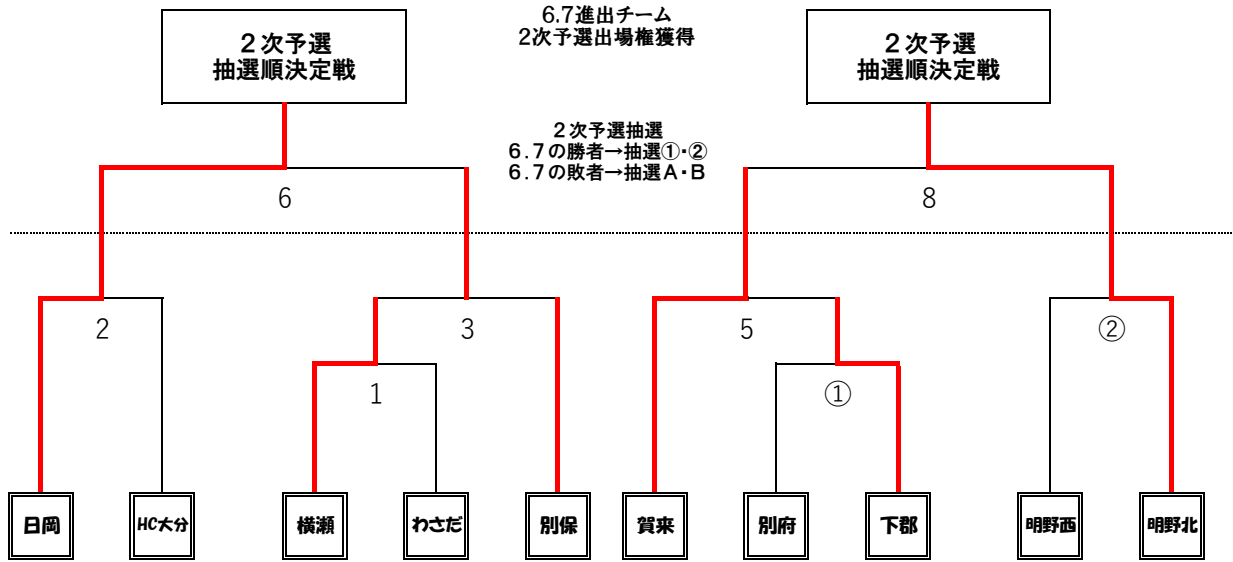 6.7進出チーム
2次予選出場権獲得
２次予選
抽選順決定戦
２次予選
抽選順決定戦
２次予選抽選
６.７の勝者→抽選①・②
６.７の敗者→抽選Ａ・Ｂ
6
8
2
3
5
②
1
①
日岡
HC大分
横瀬
わさだ
別保
賀来
別府
下郡
明野西
明野北